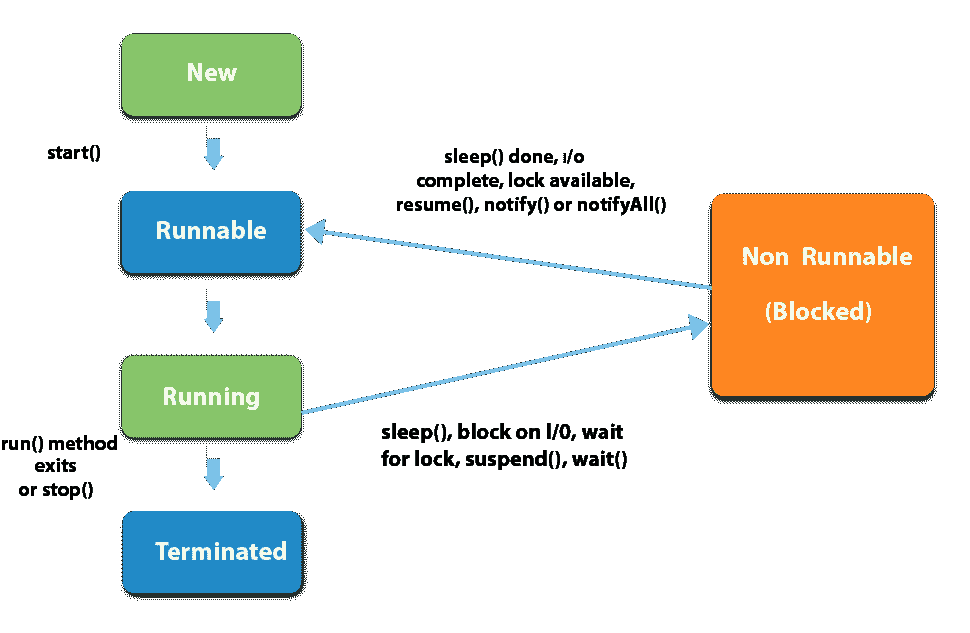 New
start()
sleep() done, i/o
complete, lock available,
resume(), notify() or notifyAll()
Runnable
Non Runnable
(Blocked)
Running
sleep(), block on I/0, wait
for lock, suspend(), wait()
run() method
exits
or stop()
Terminated